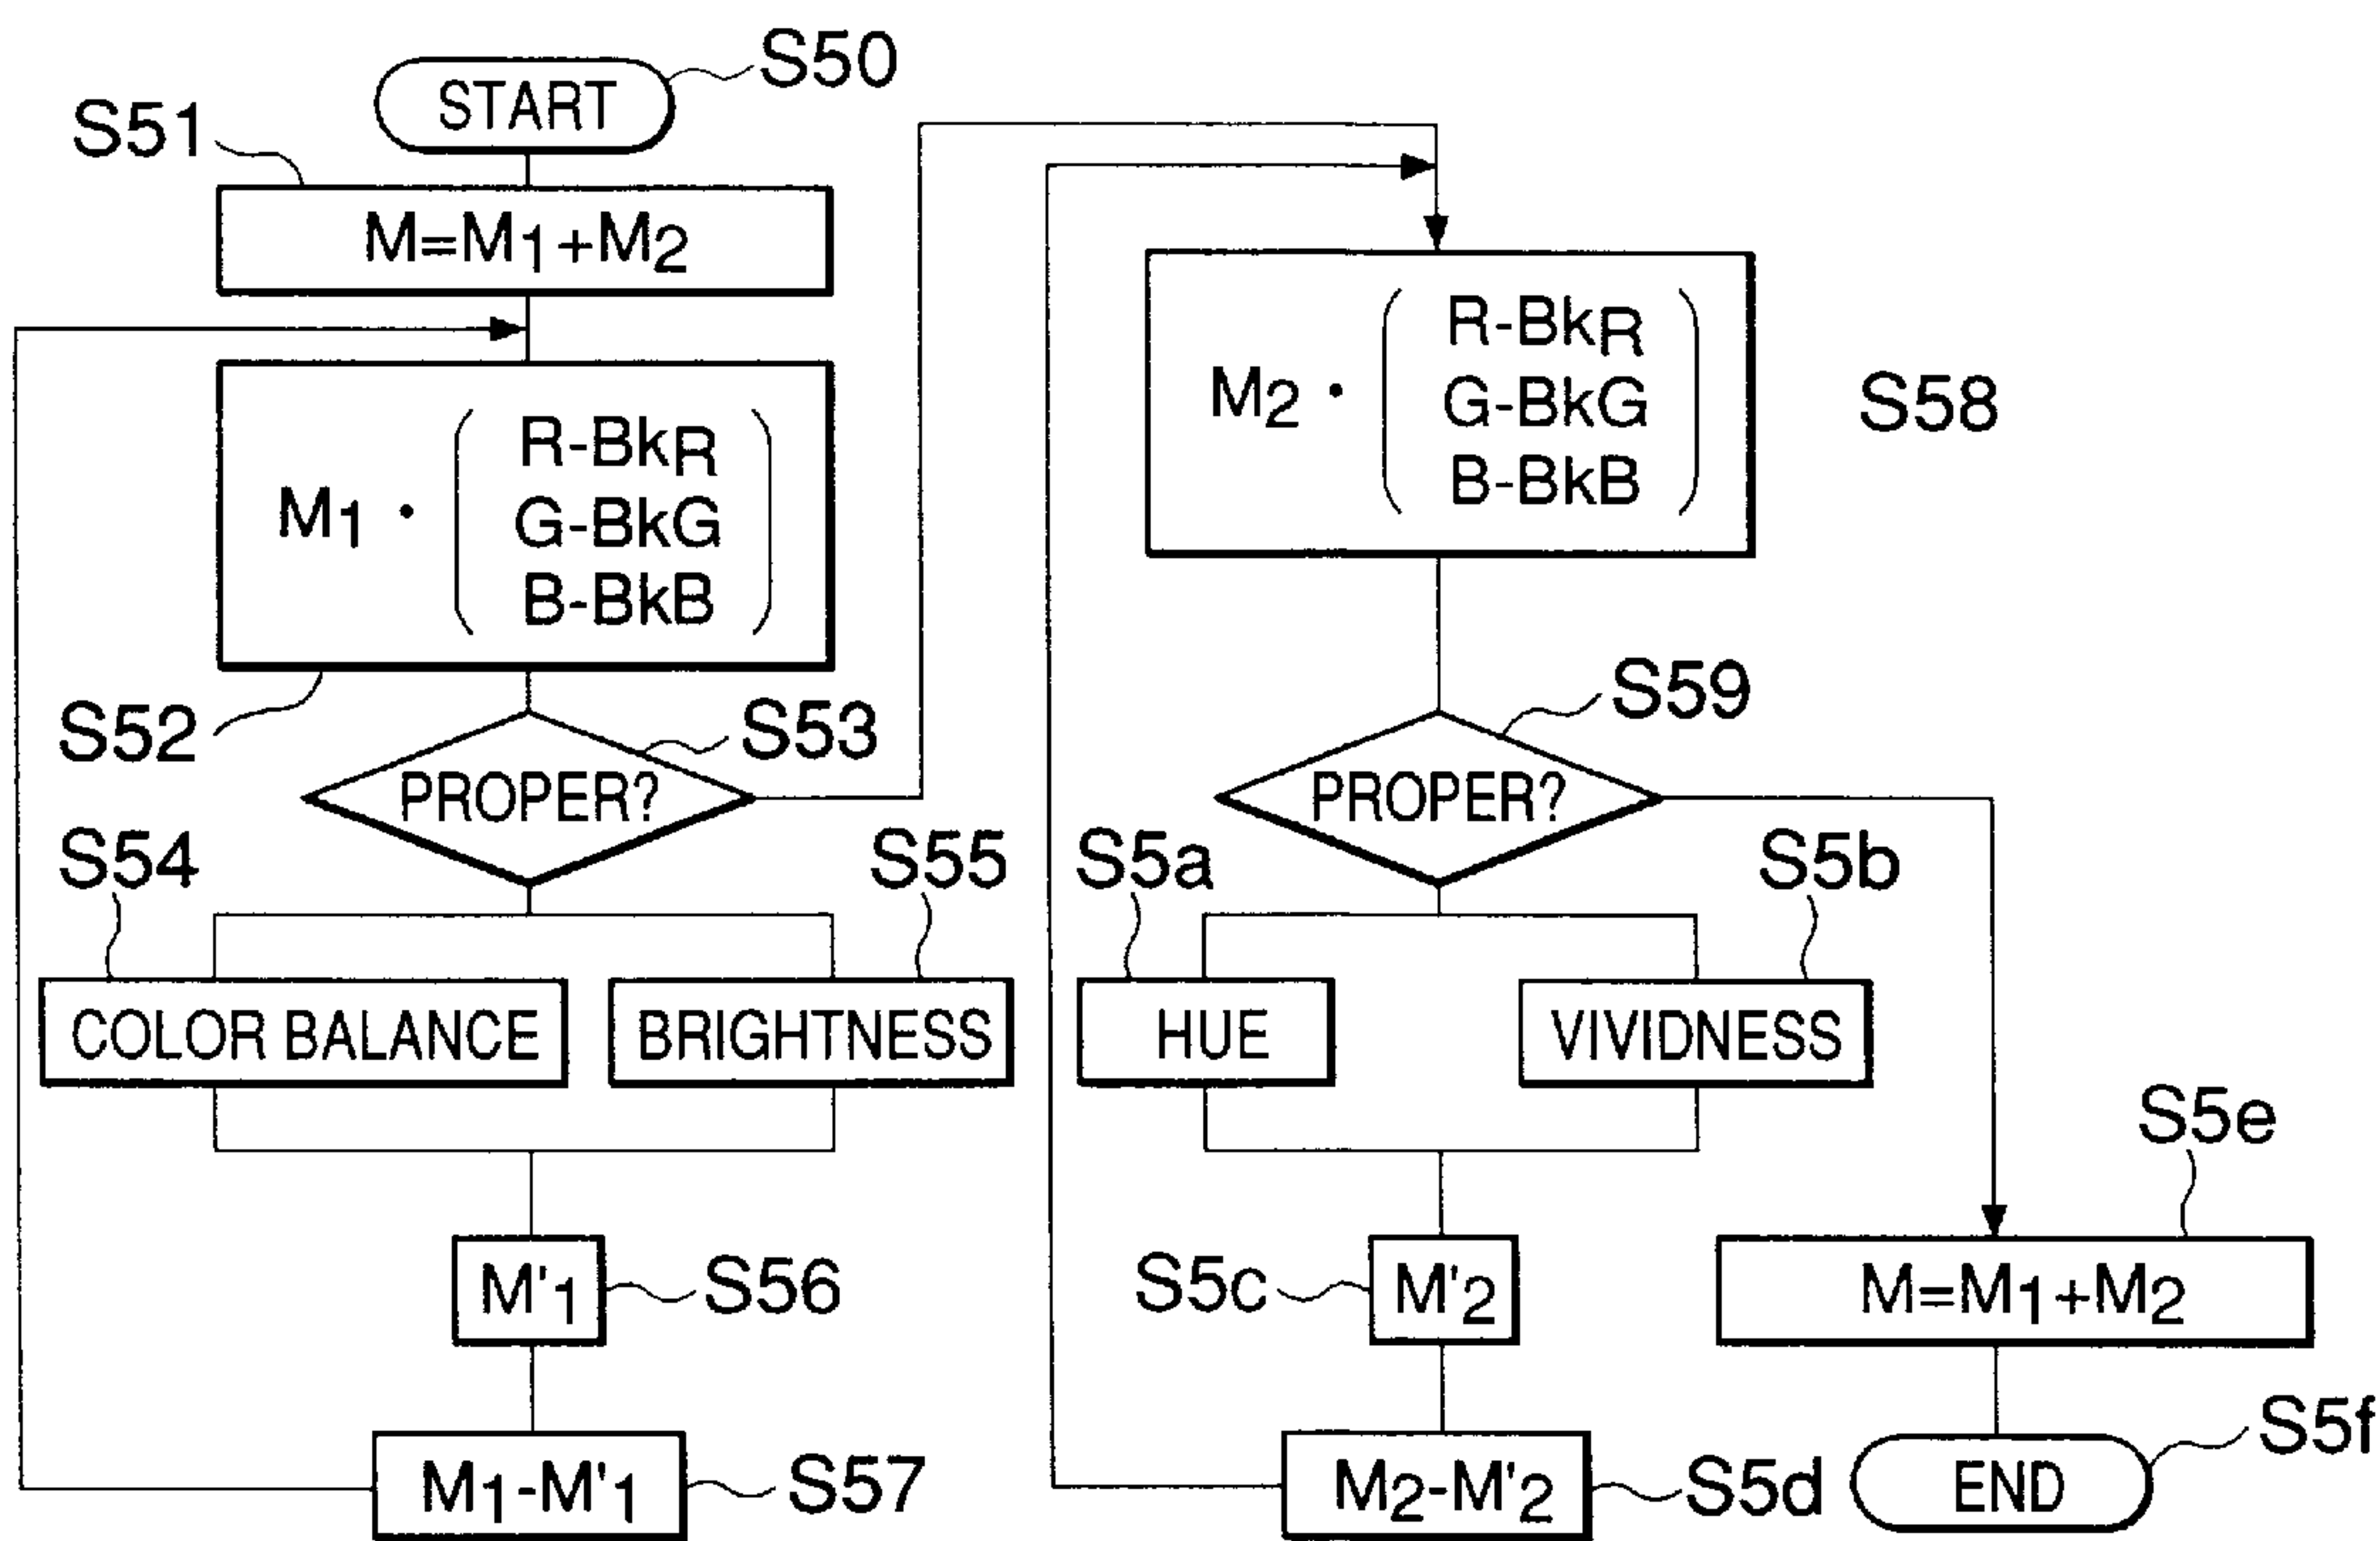 START
S50
S51
M=M1+M2
M1 ·
R-BkR
G-BkG
B-BkB
S52
S53
PROPER?
S54
S55
COLOR BALANCE
BRIGHTNESS
M'1
S56
M1-M'1
S57
M2 ·
R-BkR
G-BkG
B-BkB
S58
S59
PROPER?
S5a
S5b
HUE
VIVIDNESS
S5c
M'2
M2-M'2
S5d
S5e
M=M1+M2
S5f
END